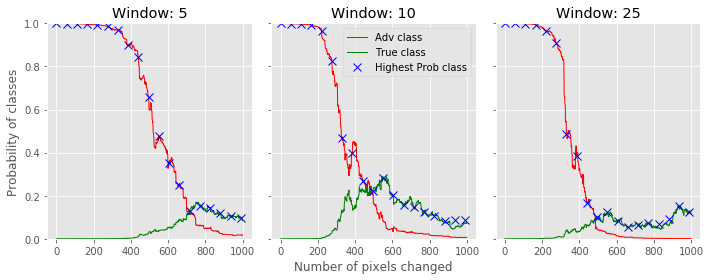 Window: 5
Window: 10
Window: 25
Probability of classes
1.0
0.8
0.6
0.4
0.2
0.0
Adv class
True class
Highest Prob class
0 200 400 600 800 1000
0 200 400 600 800 1000
0 200 400 600 800 1000
Number of pixels changed